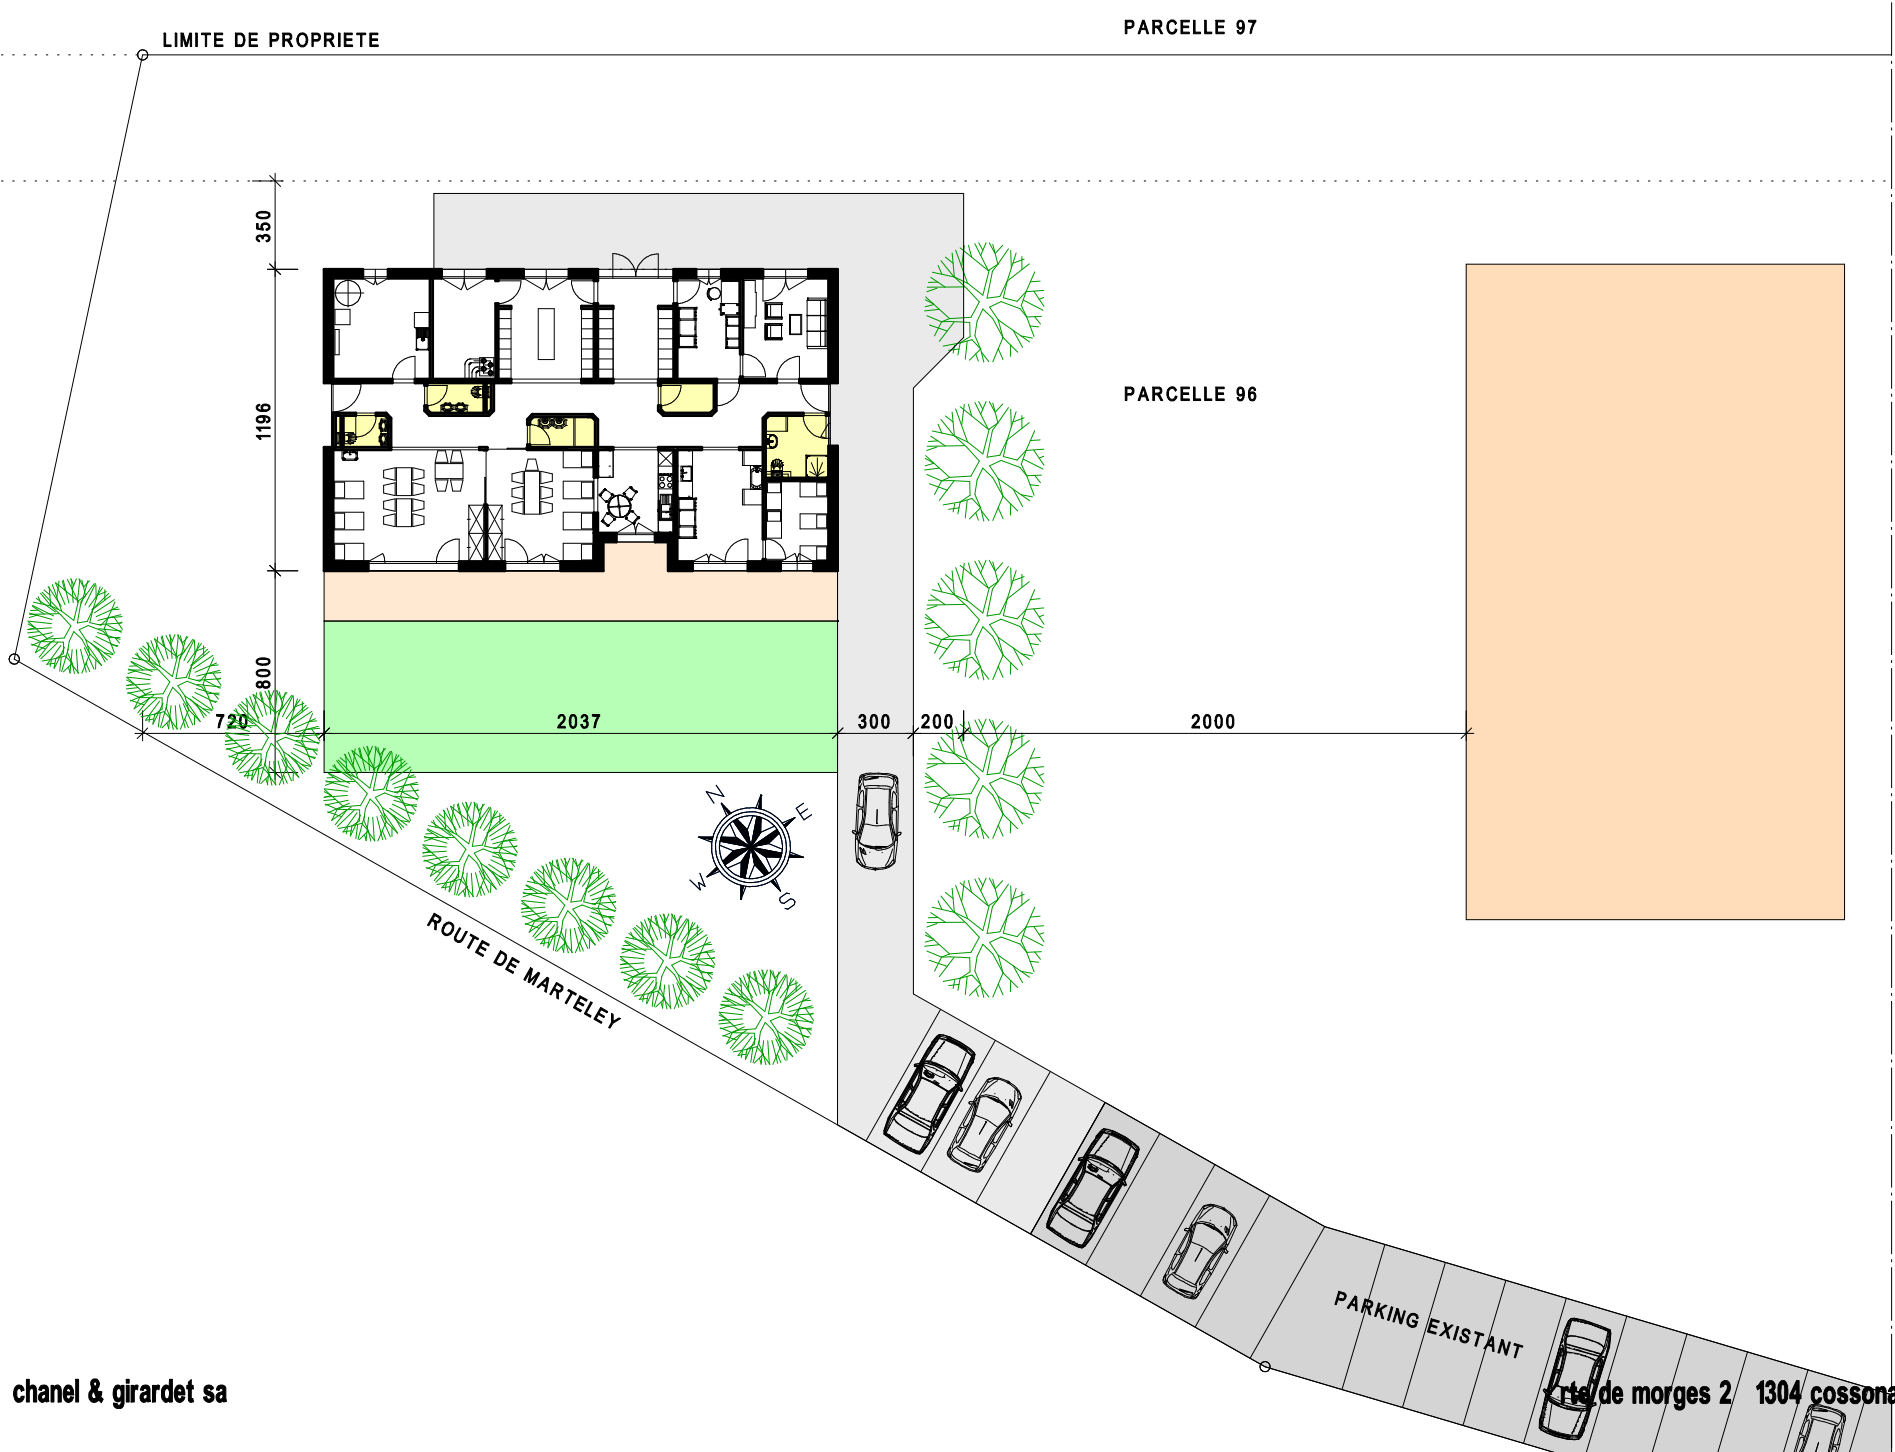 PARCELLE 97
LIMITE DE PROPRIETE
350
1196
PARCELLE 96
800
720
2037
300
200
2000
N
E
W
S
ROUTE DE MARTELEY
PARKING EXISTANT
chanel & girardet sa
rte de morges 2 1304 cossona